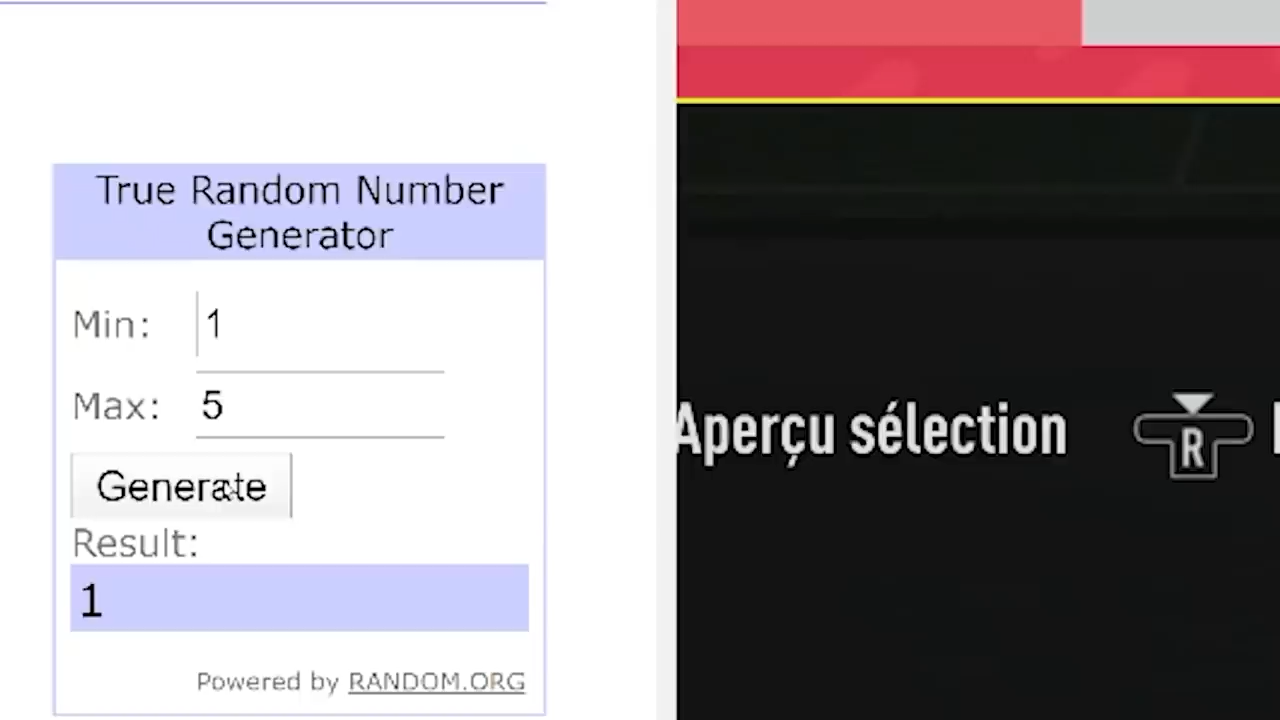 True Random Number
Generator
Min: 1
Max: 5
Generate
Result:
1
Powered by RANDOM.ORG
Aperçu sélection
R